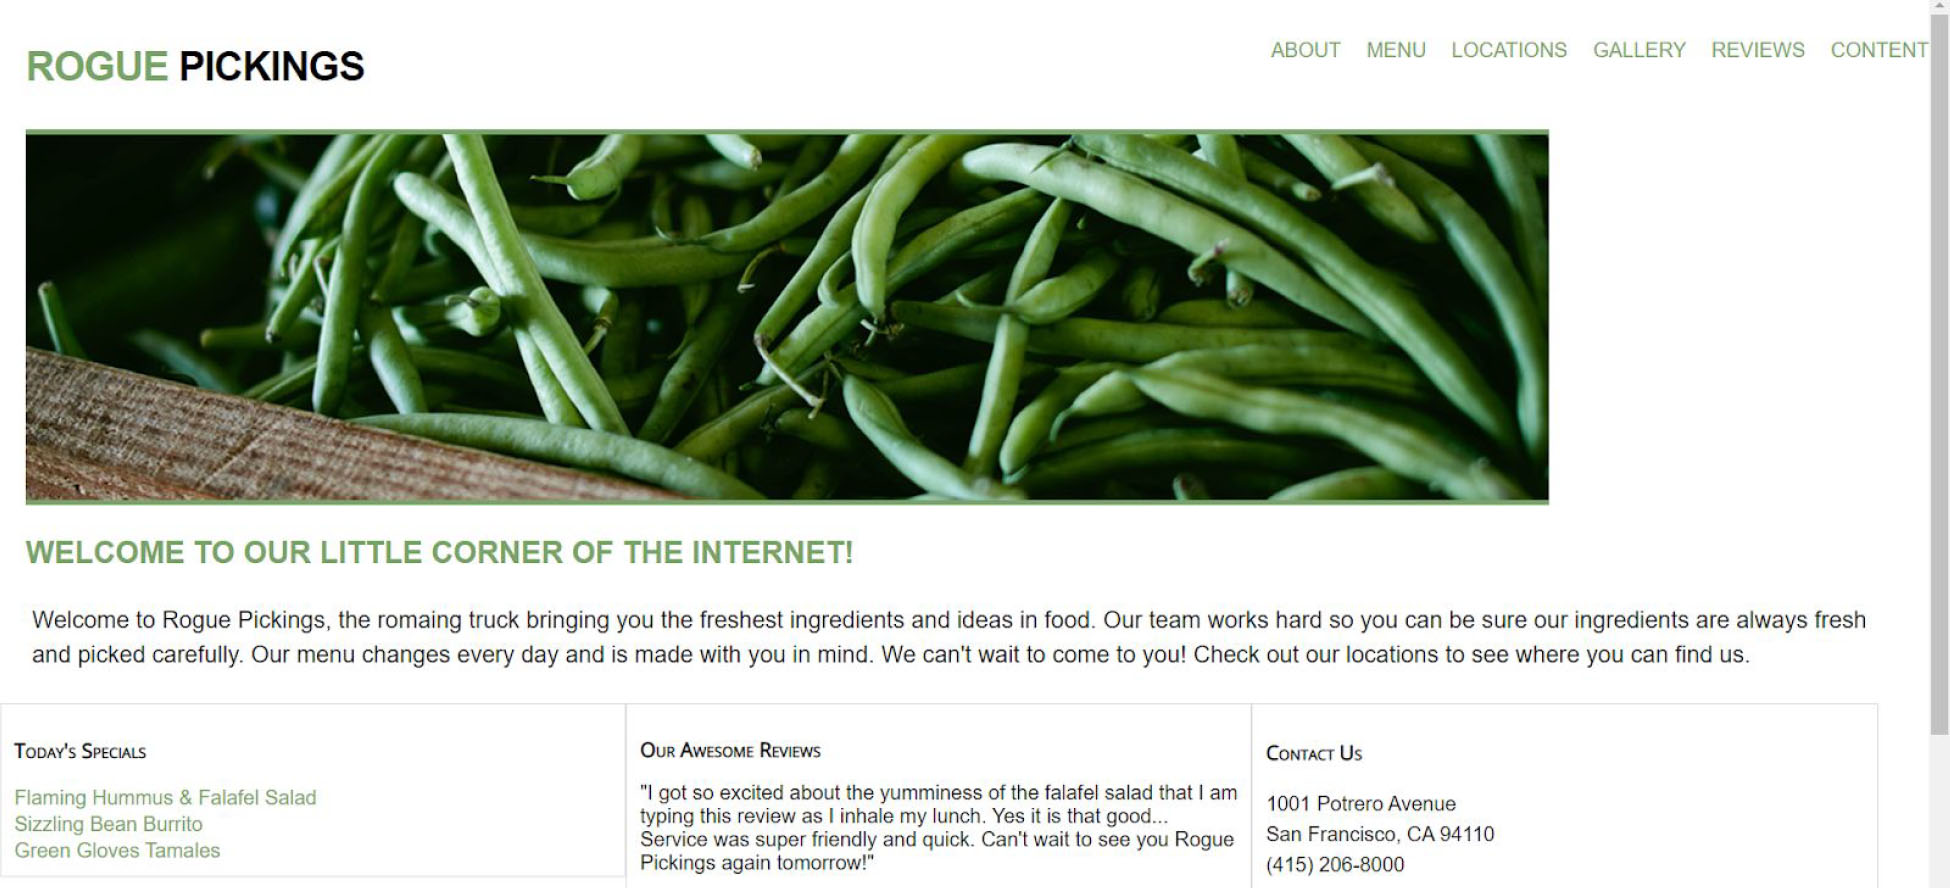 ROGUE PICKINGS
ABOUT MENU LOCATIONS GALLERY REVIEWS CONTENT
WELCOME TO OUR LITTLE CORNER OF THE INTERNET!
Welcome to Rogue Pickings, the romaing truck bringing you the freshest ingredients and ideas in food. Our team works hard so you can be sure our ingredients are always fresh
and picked carefully. Our menu changes every day and is made with you in mind. We can't wait to come to you! Check out our locations to see where you can find us.
Today's Specials
Flaming Hummus & Falafel Salad
Sizzling Bean Burrito
Green Gloves Tamales
Our Awesome Reviews
"I got so excited about the yumminess of the falafel salad that I am
typing this review as I inhale my lunch. Yes it is that good...
Service was super friendly and quick. Can't wait to see you Rogue
Pickings again tomorrow!"
Contact Us
1001 Potrero Avenue
San Francisco, CA 94110
(415) 206-8000